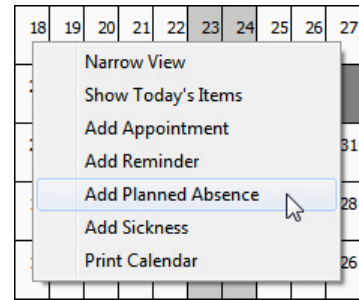 18 19 20 21 22 23 24 25 26 27
Narrow View
Show Today's Items
Add Appointment
31
Add Reminder
Add Planned Absence
28
Add Sickness
Print Calendar
26